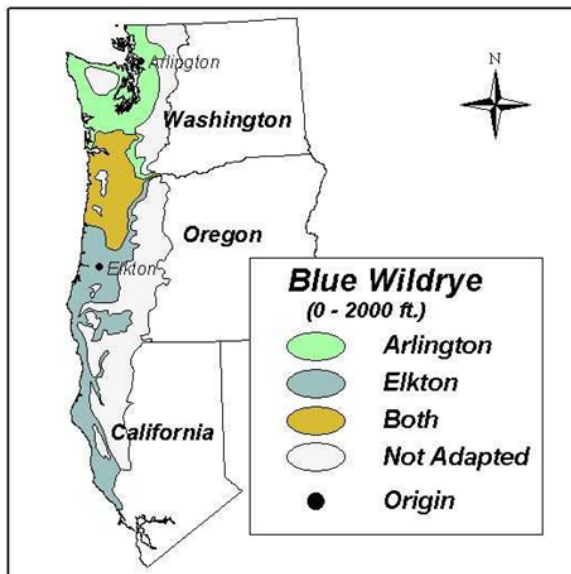 N
Arlington
Washington
Oregon
Elkton
California
Blue Wildrye
(0 - 2000 ft.)
Arlington
Elkton
Both
Not Adapted
Origin